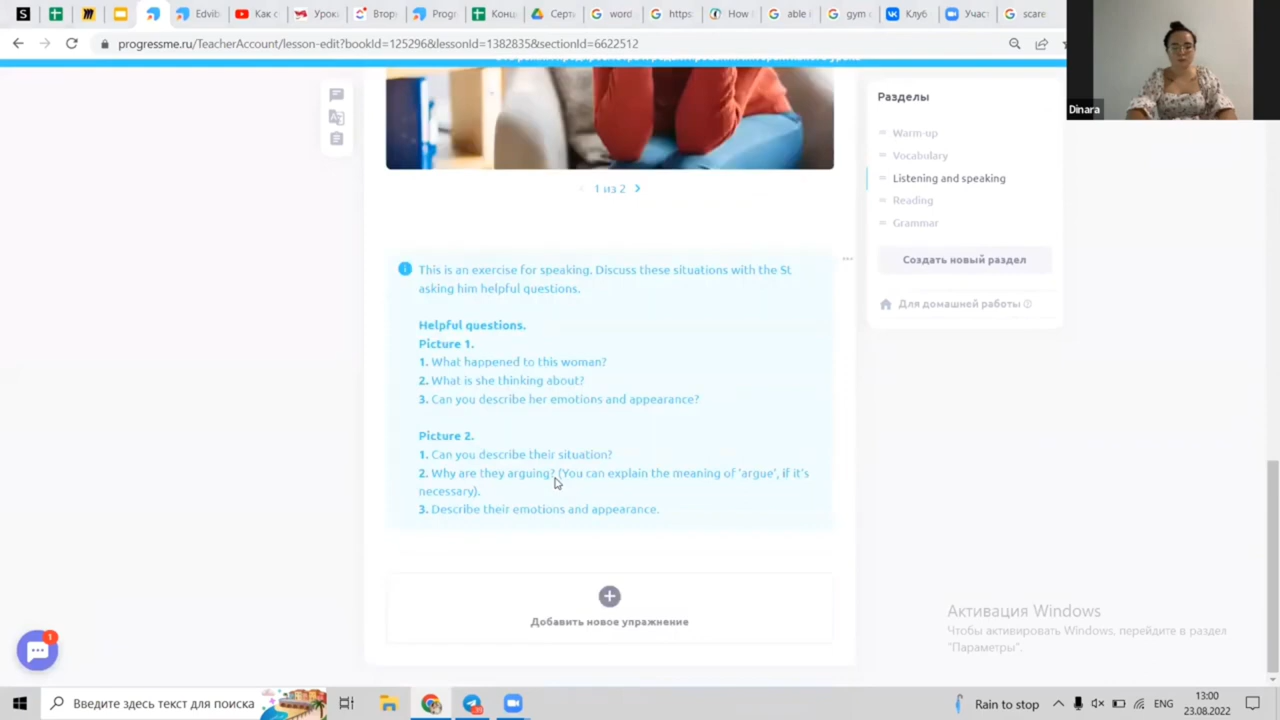 Edvib
Как с
Урок
Втор
Progr
Конц
Серти
word
https:
How I
able i
gym c
Клуб
Участ
scare
progressme.ru/TeacherAccount/lesson-edit?bookId=125296&lessonId=1382835&sectionId=6622512
Dinara
Разделы
Warm-up
Vocabulary
Listening and speaking
Reading
Grammar
Создать новый раздел
Для домашней работы
1 из 2
This is an exercise for speaking. Discuss these situations with the St
asking him helpful questions.
Helpful questions.
Picture 1.
1. What happened to this woman?
2. What is she thinking about?
3. Can you describe her emotions and appearance?
Picture 2.
1. Can you describe their situation?
2. Why are they arguing? (You can explain the meaning of 'argue', if it's
necessary).
3. Describe their emotions and appearance.
Добавить новое упражнение
Активация Windows
Чтобы активировать Windows, перейдите в раздел
"Параметры".
1
Введите здесь текст для поиска
Rain to stop
ENG
13:00
23.08.2022